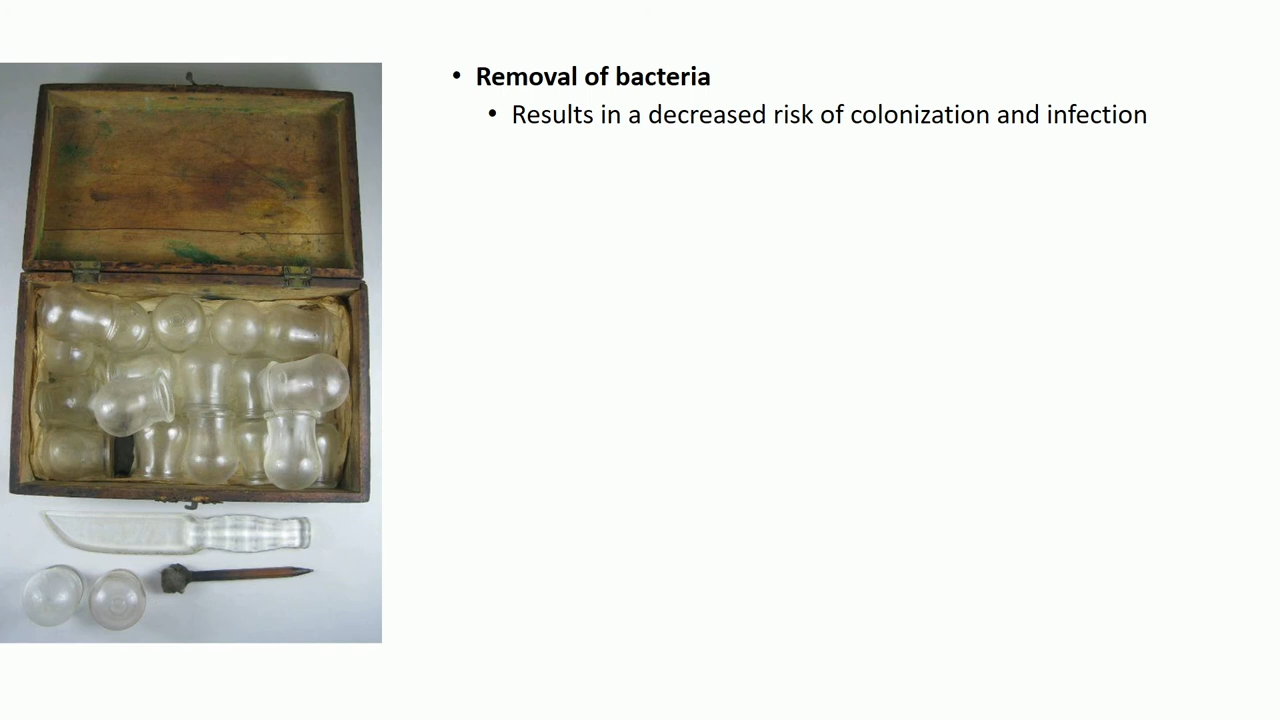 • Removal of bacteria
• Results in a decreased risk of colonization and infection